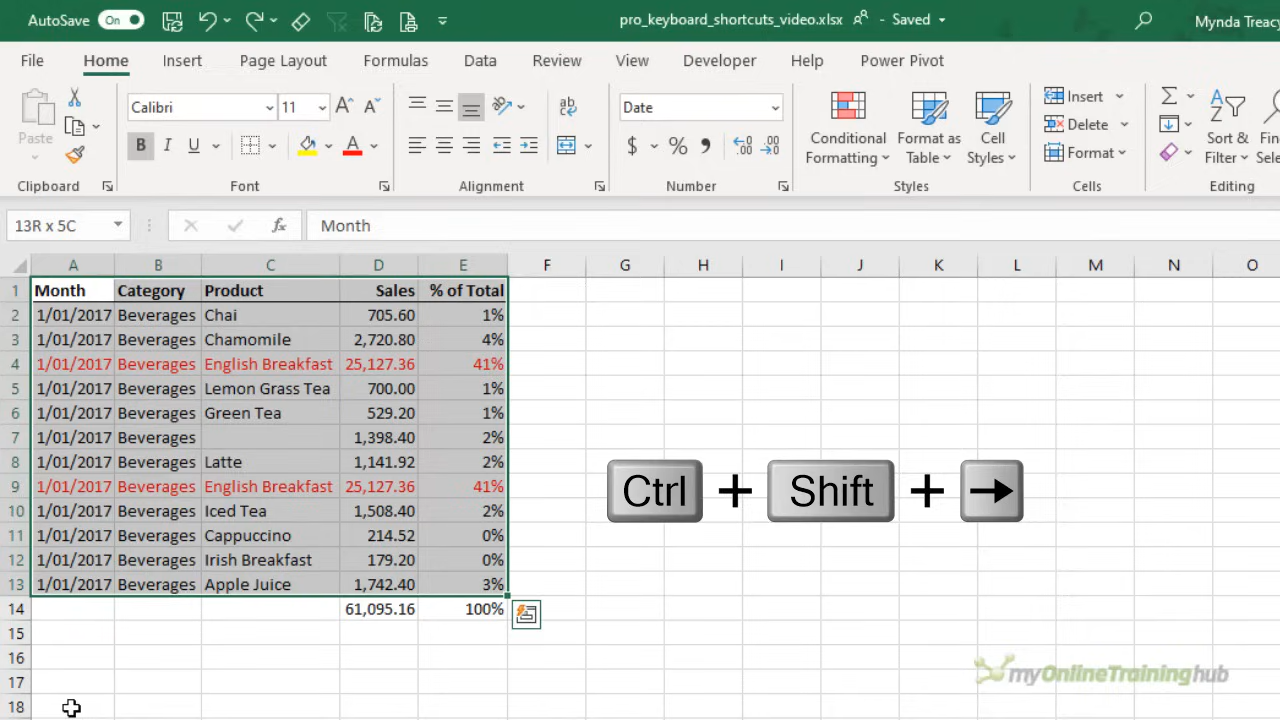 AutoSave On pro_keyboard_shortcuts_video.xlsx - Saved Mynda Treacy
File Home Insert Page Layout Formulas Data Review View Developer Help Power Pivot
Paste
Calibri 11
B I U
A A A
ab c
Date
$ % 9 .00 .0
Conditional Formatting
Format as Table
Cell Styles
Insert
Delete
Format
Sort & Filter
Clipboard Font Alignment Number Styles Cells Editing
13R x 5C fx Month
A B C D E F G H I J K L M N O
1 Month Category Product Sales % of Total
2 1/01/2017 Beverages Chai 705.60 1%
3 1/01/2017 Beverages Chamomile 2,720.80 4%
4 1/01/2017 Beverages English Breakfast 25,127.36 41%
5 1/01/2017 Beverages Lemon Grass Tea 700.00 1%
6 1/01/2017 Beverages Green Tea 529.20 1%
7 1/01/2017 Beverages 1,398.40 2%
8 1/01/2017 Beverages Latte 1,141.92 2%
9 1/01/2017 Beverages English Breakfast 25,127.36 41%
10 1/01/2017 Beverages Iced Tea 1,508.40 2%
11 1/01/2017 Beverages Cappuccino 214.52 0%
12 1/01/2017 Beverages Irish Breakfast 179.20 0%
13 1/01/2017 Beverages Apple Juice 1,742.40 3%
14 61,095.16 100%
15
16
17
18
Ctrl + Shift + →
myOnlineTraininghub